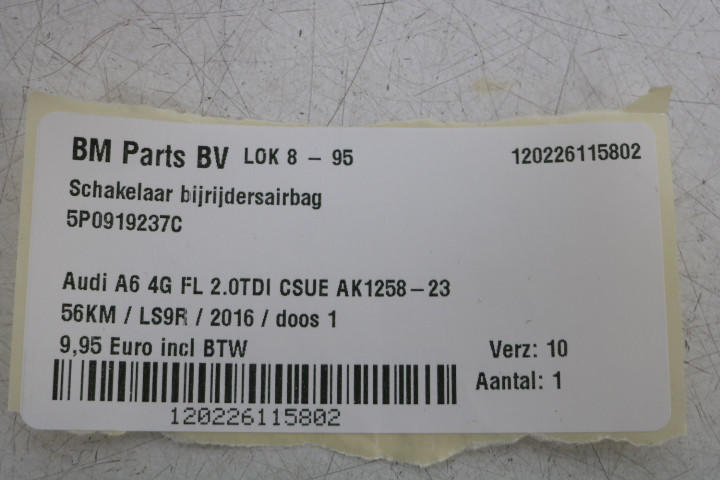 BM Parts BV LOK 8 - 95 120226115802
Schakelaar bijrijdersairbag
5P0919237C
Audi A6 4G FL 2.0TDI CSUE AK1258-23
56KM / LS9R / 2016 / doos 1
9,95 Euro incl BTW Verz: 10
Aantal: 1
120226115802